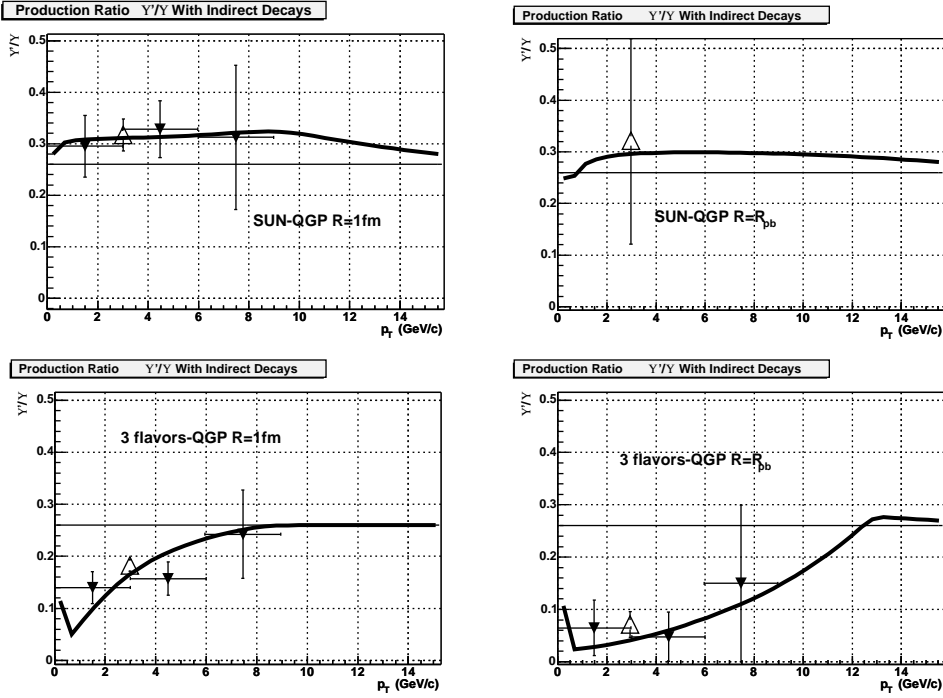 Production Ratio ϒ'/ϒ With Indirect Decays
ϒ'/ϒ
0.5
0.4
0.3
0.2
0.1
0
SUN-QGP R=1fm
0 2 4 6 8 10 12 14
p_T (GeV/c)
Production Ratio ϒ'/ϒ With Indirect Decays
ϒ'/ϒ
0.5
0.4
0.3
0.2
0.1
0
SUN-QGP R=R_pb
0 2 4 6 8 10 12 14
p_T (GeV/c)
Production Ratio ϒ'/ϒ With Indirect Decays
ϒ'/ϒ
0.5
0.4
0.3
0.2
0.1
0
3 flavors-QGP R=1fm
0 2 4 6 8 10 12 14
p_T (GeV/c)
Production Ratio ϒ'/ϒ With Indirect Decays
ϒ'/ϒ
0.5
0.4
0.3
0.2
0.1
0
3 flavors-QGP R=R_pb
0 2 4 6 8 10 12 14
p_T (GeV/c)